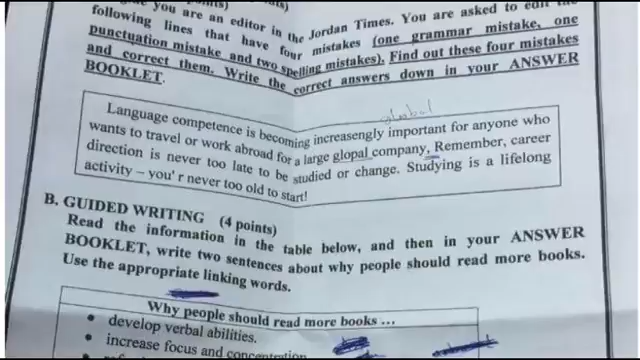 you are an editor in the Jordan Times. You are asked to edit the
following lines that have four mistakes (one grammar mistake, one
punctuation mistake and two spelling mistakes). Find out these four mistakes
and correct them. Write the correct answers down in your ANSWER
BOOKLET.
global
Language competence is becoming increasengly important for anyone who
wants to travel or work abroad for a large glopal company, Remember, career
direction is never too late to be studied or change. Studying is a lifelong
activity – you'r never too old to start!
B. GUIDED WRITING (4 points)
Read the information in the table below, and then in your ANSWER
BOOKLET, write two sentences about why people should read more books.
Use the appropriate linking words.
Why people should read more books ...
• develop verbal abilities.
• increase focus and concentration